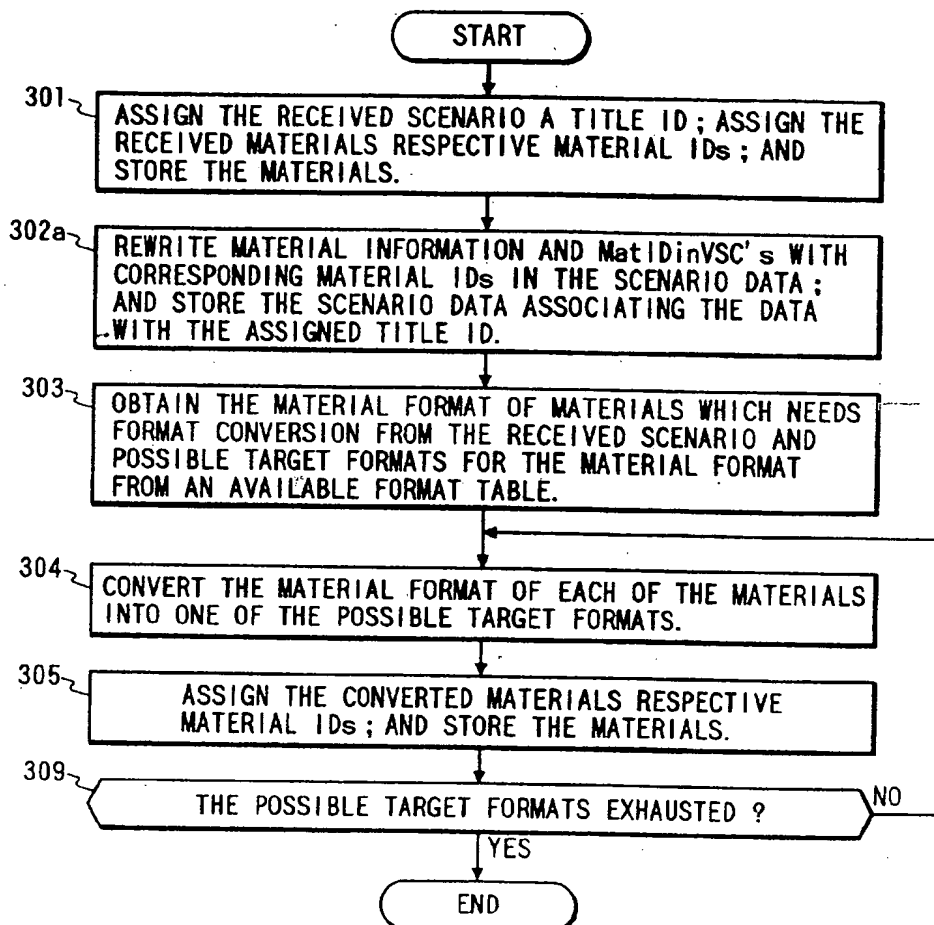 START
301
ASSIGN THE RECEIVED SCENARIO A TITLE ID; ASSIGN THE
RECEIVED MATERIALS RESPECTIVE MATERIAL IDs; AND
STORE THE MATERIALS.
302a
REWRITE MATERIAL INFORMATION AND MatIDinVSC's WITH
CORRESPONDING MATERIAL IDs IN THE SCENARIO DATA;
AND STORE THE SCENARIO DATA ASSOCIATING THE DATA
WITH THE ASSIGNED TITLE ID.
303
OBTAIN THE MATERIAL FORMAT OF MATERIALS WHICH NEEDS
FORMAT CONVERSION FROM THE RECEIVED SCENARIO AND
POSSIBLE TARGET FORMATS FOR THE MATERIAL FORMAT
FROM AN AVAILABLE FORMAT TABLE.
304
CONVERT THE MATERIAL FORMAT OF EACH OF THE MATERIALS
INTO ONE OF THE POSSIBLE TARGET FORMATS.
305
ASSIGN THE CONVERTED MATERIALS RESPECTIVE
MATERIAL IDs; AND STORE THE MATERIALS.
309
THE POSSIBLE TARGET FORMATS EXHAUSTED ?
NO
YES
END